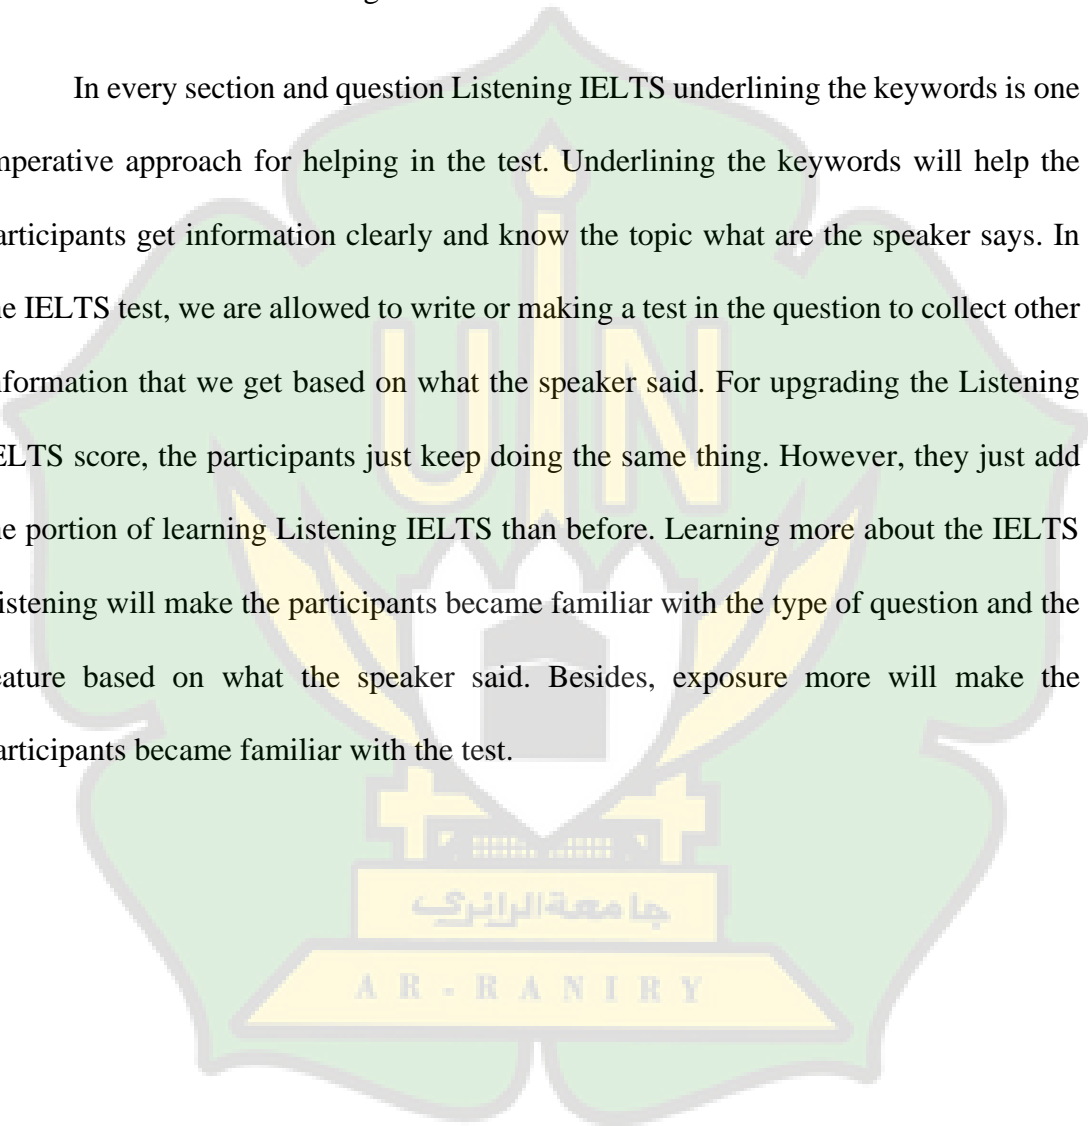 In every section and question Listening IELTS underlining the keywords is one
mperative approach for helping in the test. Underlining the keywords will help the
articipants get information clearly and know the topic what are the speaker says. In
he IELTS test, we are allowed to write or making a test in the question to collect other
nformation that we get based on what the speaker said. For upgrading the Listening
ELTS score, the participants just keep doing the same thing. However, they just add
he portion of learning Listening IELTS than before. Learning more about the IELTS
istening will make the participants became familiar with the type of question and the
eature based on what the speaker said. Besides, exposure more will make the
articipants became familiar with the test.
UIN
جامعة الرانري
AR-RANIRY